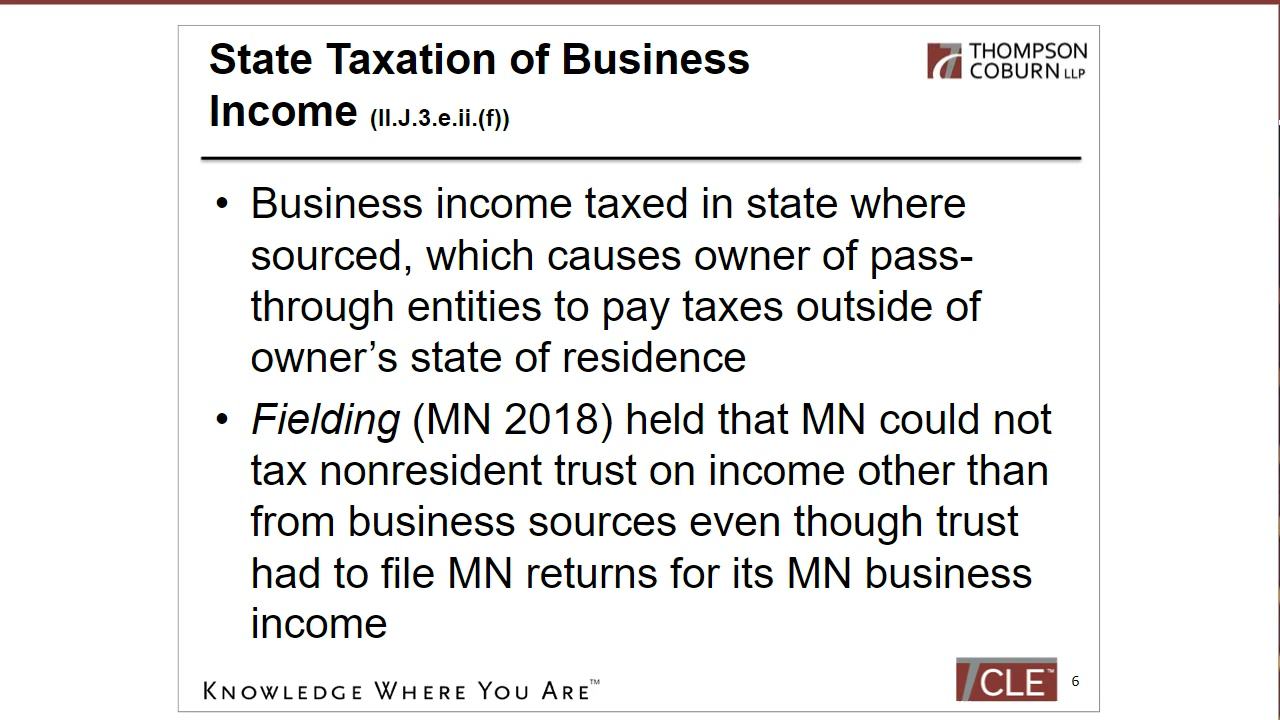 State Taxation of Business
Income (II.J.3.e.ii.(f))
THOMPSON
COBURN LLP
• Business income taxed in state where
sourced, which causes owner of pass-
through entities to pay taxes outside of
owner’s state of residence
• Fielding (MN 2018) held that MN could not
tax nonresident trust on income other than
from business sources even though trust
had to file MN returns for its MN business
income
KNOWLEDGE WHERE YOU ARE™
TCLE™
6